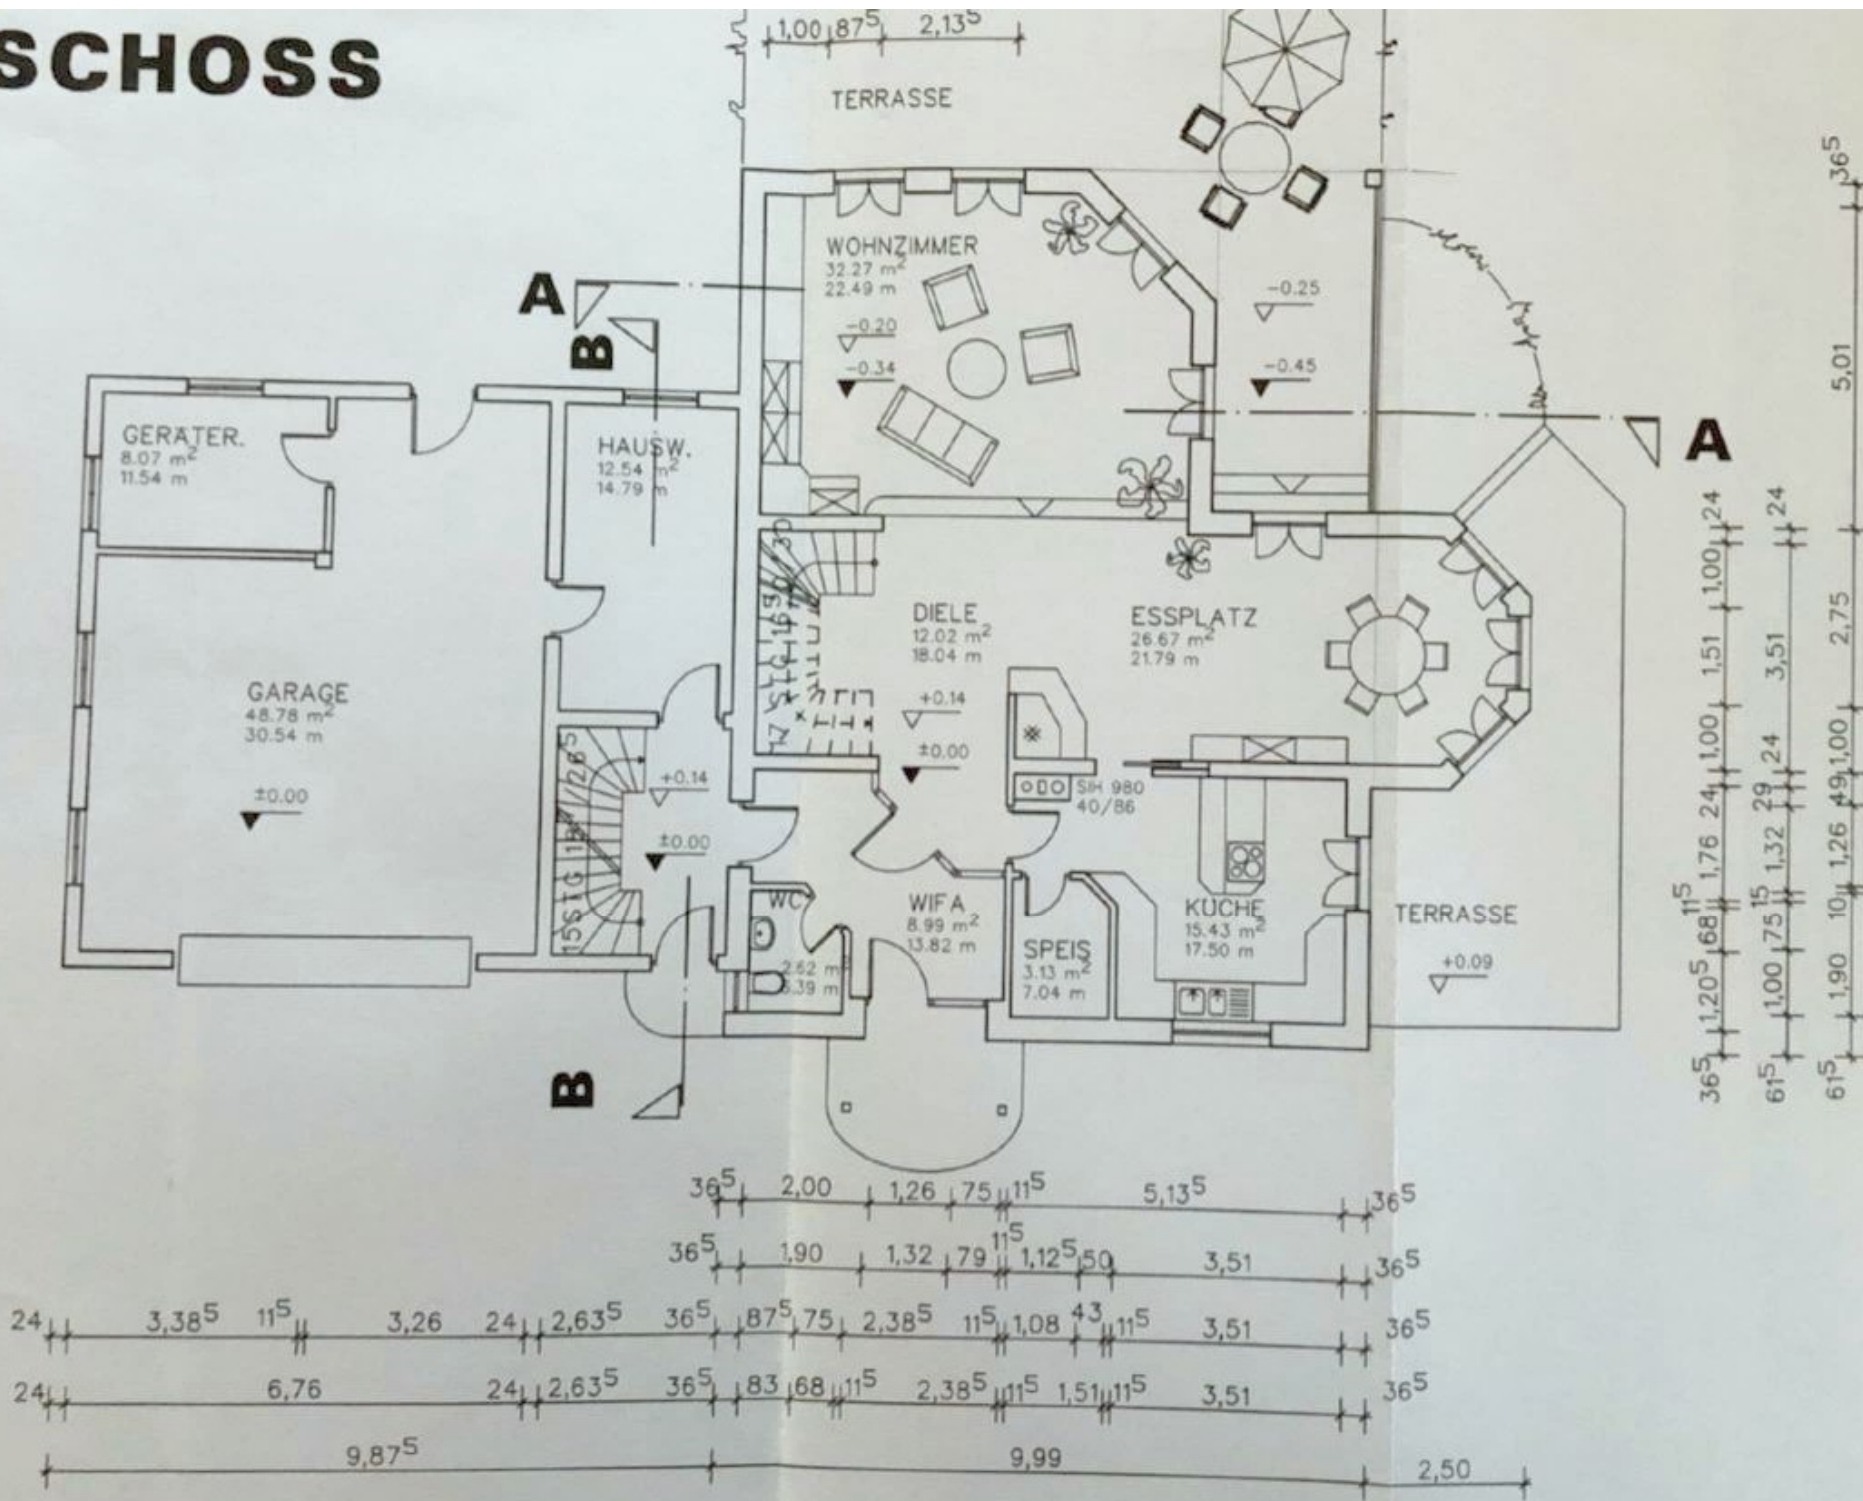 SCHOSS
1,00 87⁵ 2,13⁵
TERRASSE
WOHNZIMMER
32.27 m²
22.49 m
-0.20
-0.34
-0.25
-0.45
A
B
A
GERÄTER.
8.07 m²
11.54 m
HAUSW.
12.54 m²
14.79 m
DIELE
12.02 m²
18.04 m
+0.14
±0.00
ESSPLATZ
26.67 m²
21.79 m
GARAGE
48.78 m²
30.54 m
±0.00
+0.14
±0.00
SIH 980
40/86
WC
2.62 m
WIFA
8.99 m²
13.82 m
SPEIS
3.13 m²
7.04 m
KÜCHE
15.43 m²
17.50 m
TERRASSE
+0.09
B
36⁵ 2,00 1,26 75 11⁵ 5,13⁵ 36⁵
36⁵ 1,90 1,32 79 11⁵ 1,12⁵ 50 3,51 36⁵
24 3,38⁵ 11⁵ 3,26 24 2,63⁵ 36⁵ 87⁵ 75 2,38⁵ 11⁵ 1,08 43 11⁵ 3,51 36⁵
24 6,76 24 2,63⁵ 36⁵ 83 68 11⁵ 2,38⁵ 11⁵ 1,51 11⁵ 3,51 36⁵
9,87⁵ 9,99 2,50
36⁵ 1,20⁵ 68 11⁵ 1,76 24 1,00 1,51 1,00 24
61⁵ 1,00 75 15 1,32 29 24 3,51 24
61⁵ 1,90 10 1,26 49 1,00 2,75 5,01 36⁵